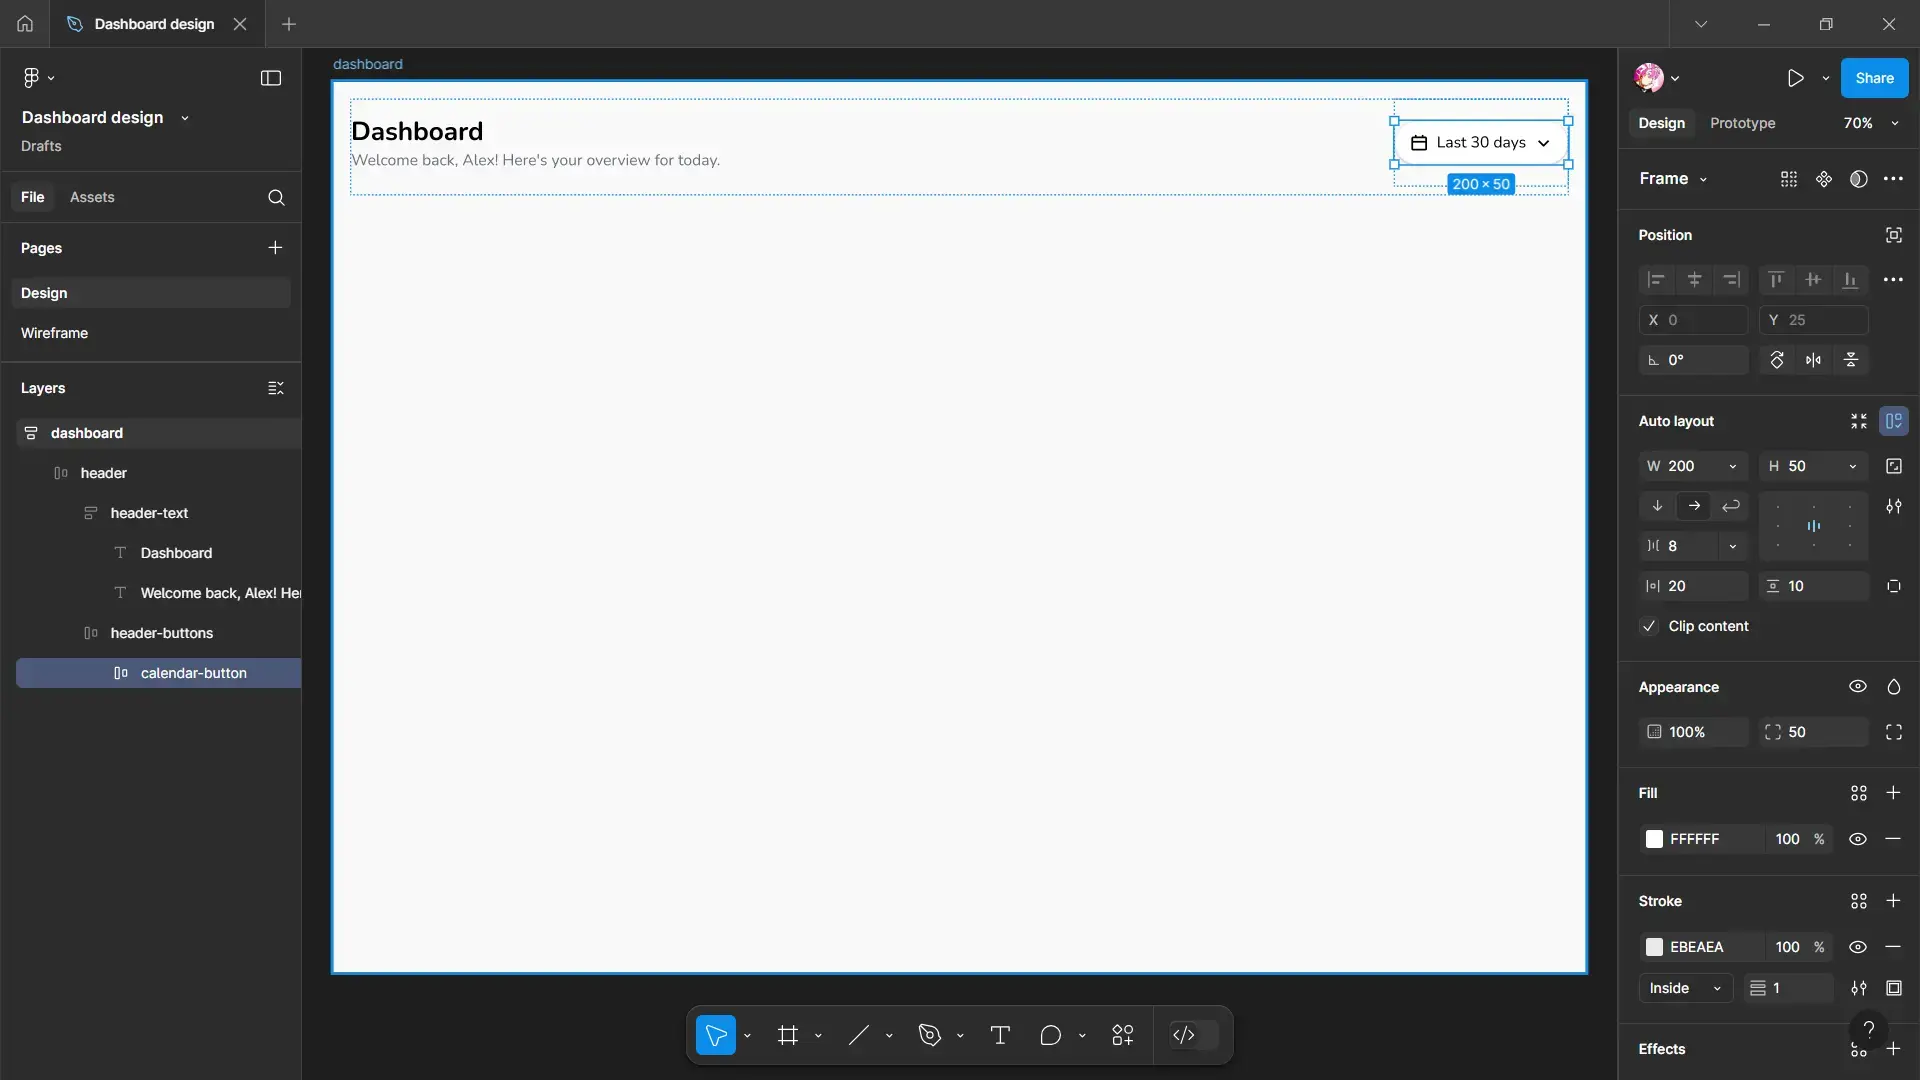 Dashboard design
Dashboard design
Drafts
File
Assets
Pages
Design
Wireframe
Layers
dashboard
header
header-text
Dashboard
Welcome back, Alex! He
header-buttons
calendar-button
dashboard
Dashboard
Welcome back, Alex! Here's your overview for today.
Last 30 days
200 × 50
Share
Design
Prototype
70%
Frame
Position
X 0
Y 25
0°
Auto layout
W 200
H 50
8
20
10
Clip content
Appearance
100%
50
Fill
FFFFFF
100 %
Stroke
EBEAEA
100 %
Inside
1
Effects
?